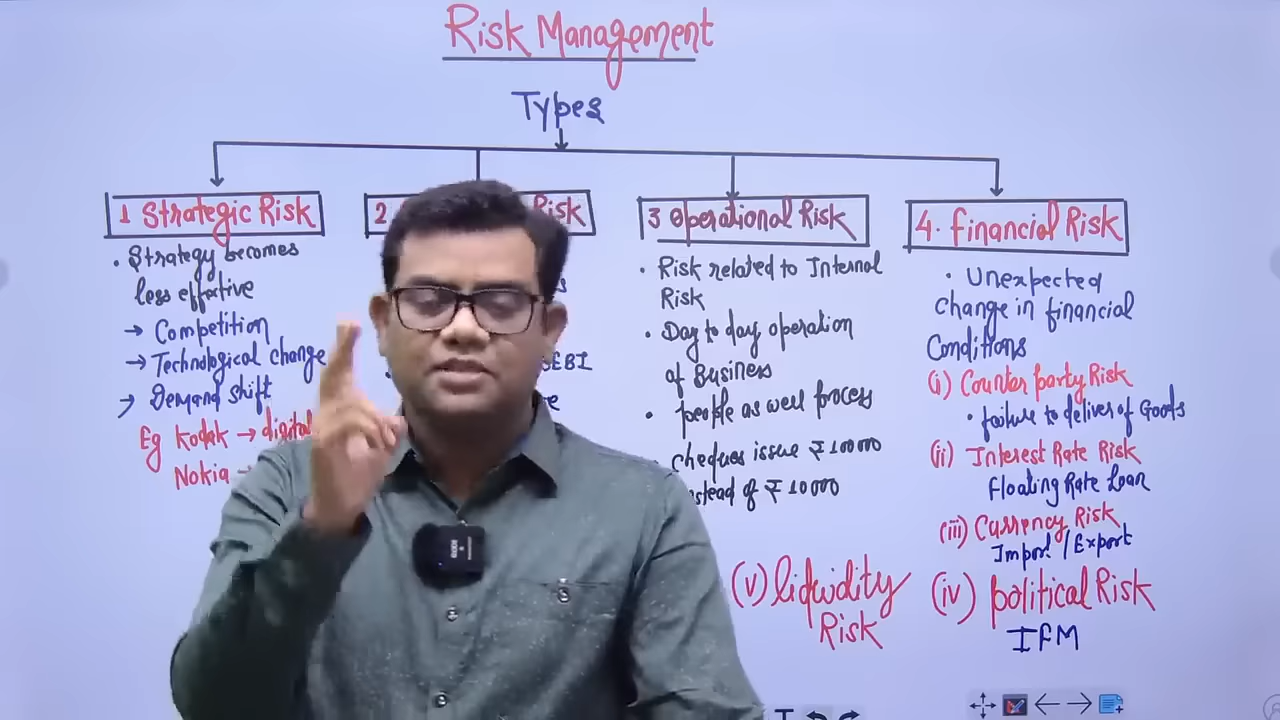 Risk Management
Types
1 Strategic Risk
• Strategy becomes
less effective
→ Competition
→ Technological change
→ Demand shift
Eg Kodak → digital
Nokia →
2
Risk
SEBI
3 Operational Risk
• Risk related to Internal
Risk
• Day to day operation
of Business
• people as well process
cheques issue ₹ 100000
instead of ₹ 10000
4. Financial Risk
• Unexpected
change in financial
Conditions
(i) Counter party Risk
• failure to deliver of Goods
(ii) Interest Rate Risk
floating Rate Loan
(iii) Currency Risk
Import / Export
(iv) political Risk
IFM
(v) liquidity
Risk